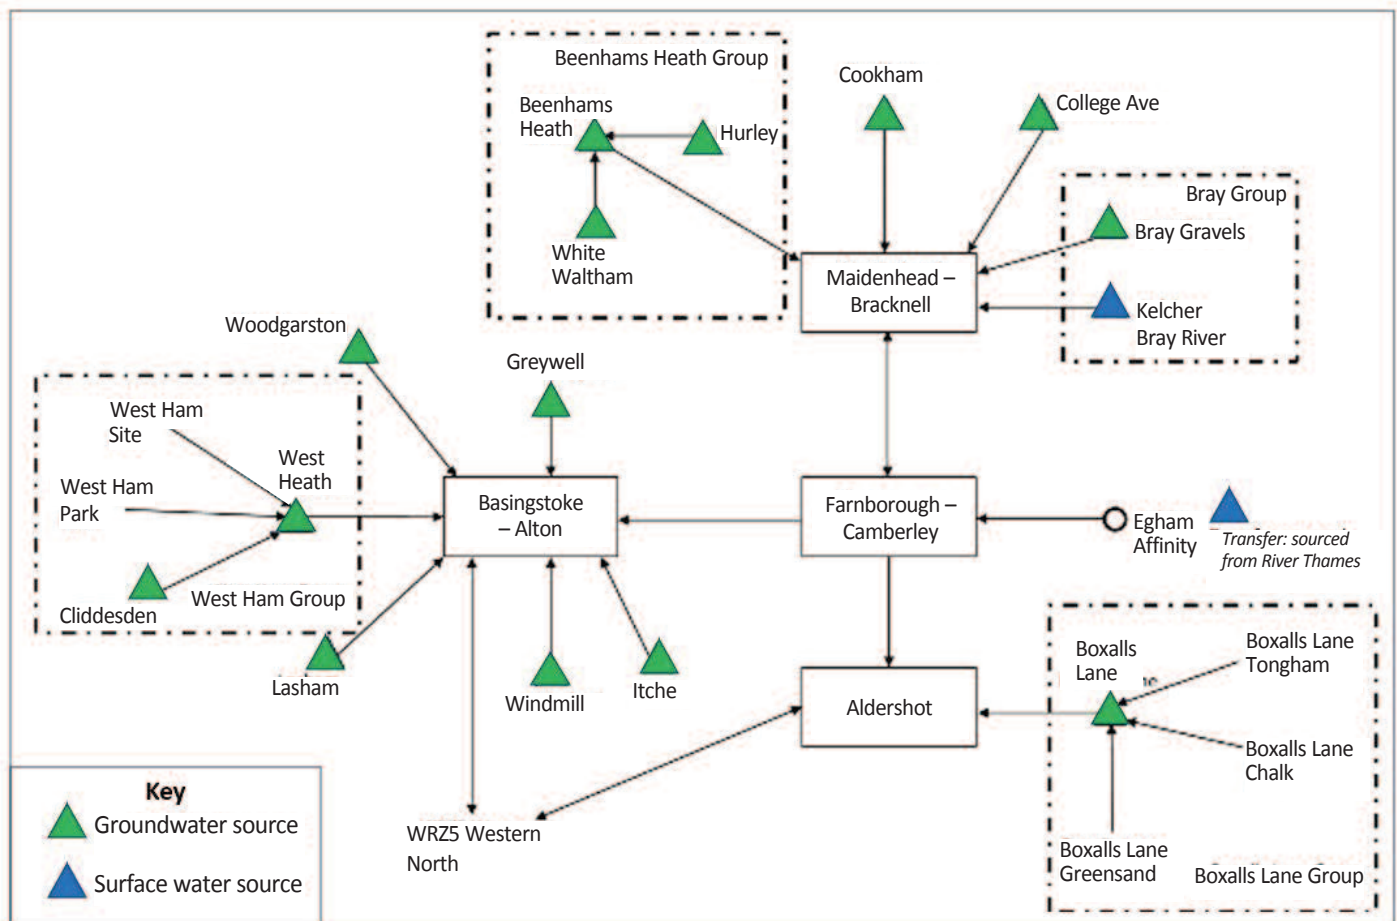 Beenhams Heath Group
Beenhams
Heath
Hurley
White
Waltham
Cookham
College Ave
Bray Group
Bray Gravels
Kelcher
Bray River
Maidenhead –
Bracknell
Woodgarston
Greywell
West Ham
Site
West
Heath
West Ham
Park
Cliddesden
West Ham Group
Basingstoke
– Alton
Farnborough –
Camberley
Egham
Affinity
Transfer: sourced
from River Thames
Lasham
Windmill
Itche
Aldershot
Boxalls
Lane
Boxalls Lane
Tongham
Boxalls Lane
Chalk
Boxalls Lane
Greensand
Boxalls Lane Group
WRZ5 Western
North
Key
Groundwater source
Surface water source